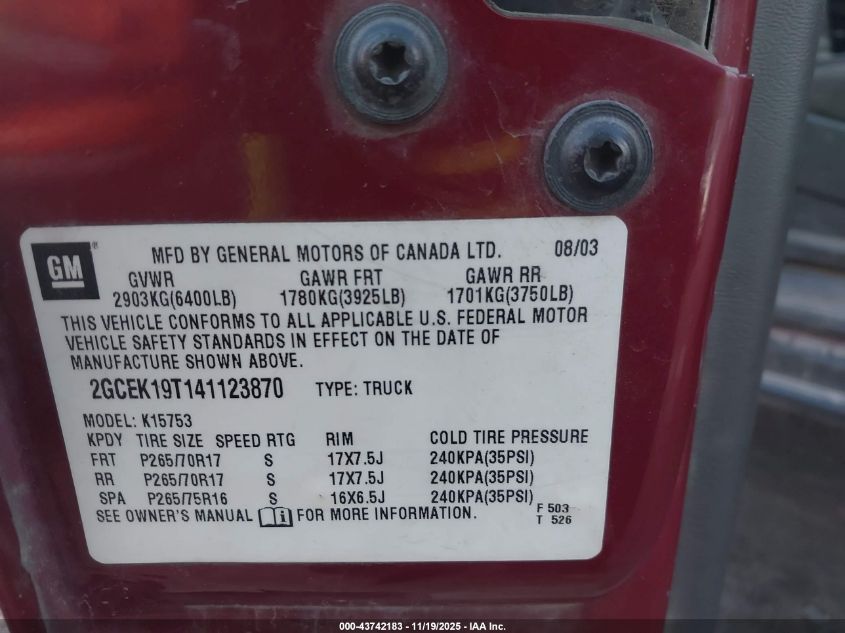 GM
MFD BY GENERAL MOTORS OF CANADA LTD. 08/03
GVWR GAWR FRT GAWR RR
2903KG(6400LB) 1780KG(3925LB) 1701KG(3750LB)
THIS VEHICLE CONFORMS TO ALL APPLICABLE U.S. FEDERAL MOTOR
VEHICLE SAFETY STANDARDS IN EFFECT ON THE DATE OF
MANUFACTURE SHOWN ABOVE.
2GCEK19T141123870 TYPE: TRUCK
MODEL: K15753
KPDY TIRE SIZE SPEED RTG RIM COLD TIRE PRESSURE
FRT P265/70R17 S 17X7.5J 240KPA(35PSI)
RR P265/70R17 S 17X7.5J 240KPA(35PSI)
SPA P265/75R16 S 16X6.5J 240KPA(35PSI)
SEE OWNER'S MANUAL FOR MORE INFORMATION.
F 503
T 526
000-43742183 - 11/19/2025 - IAA Inc.